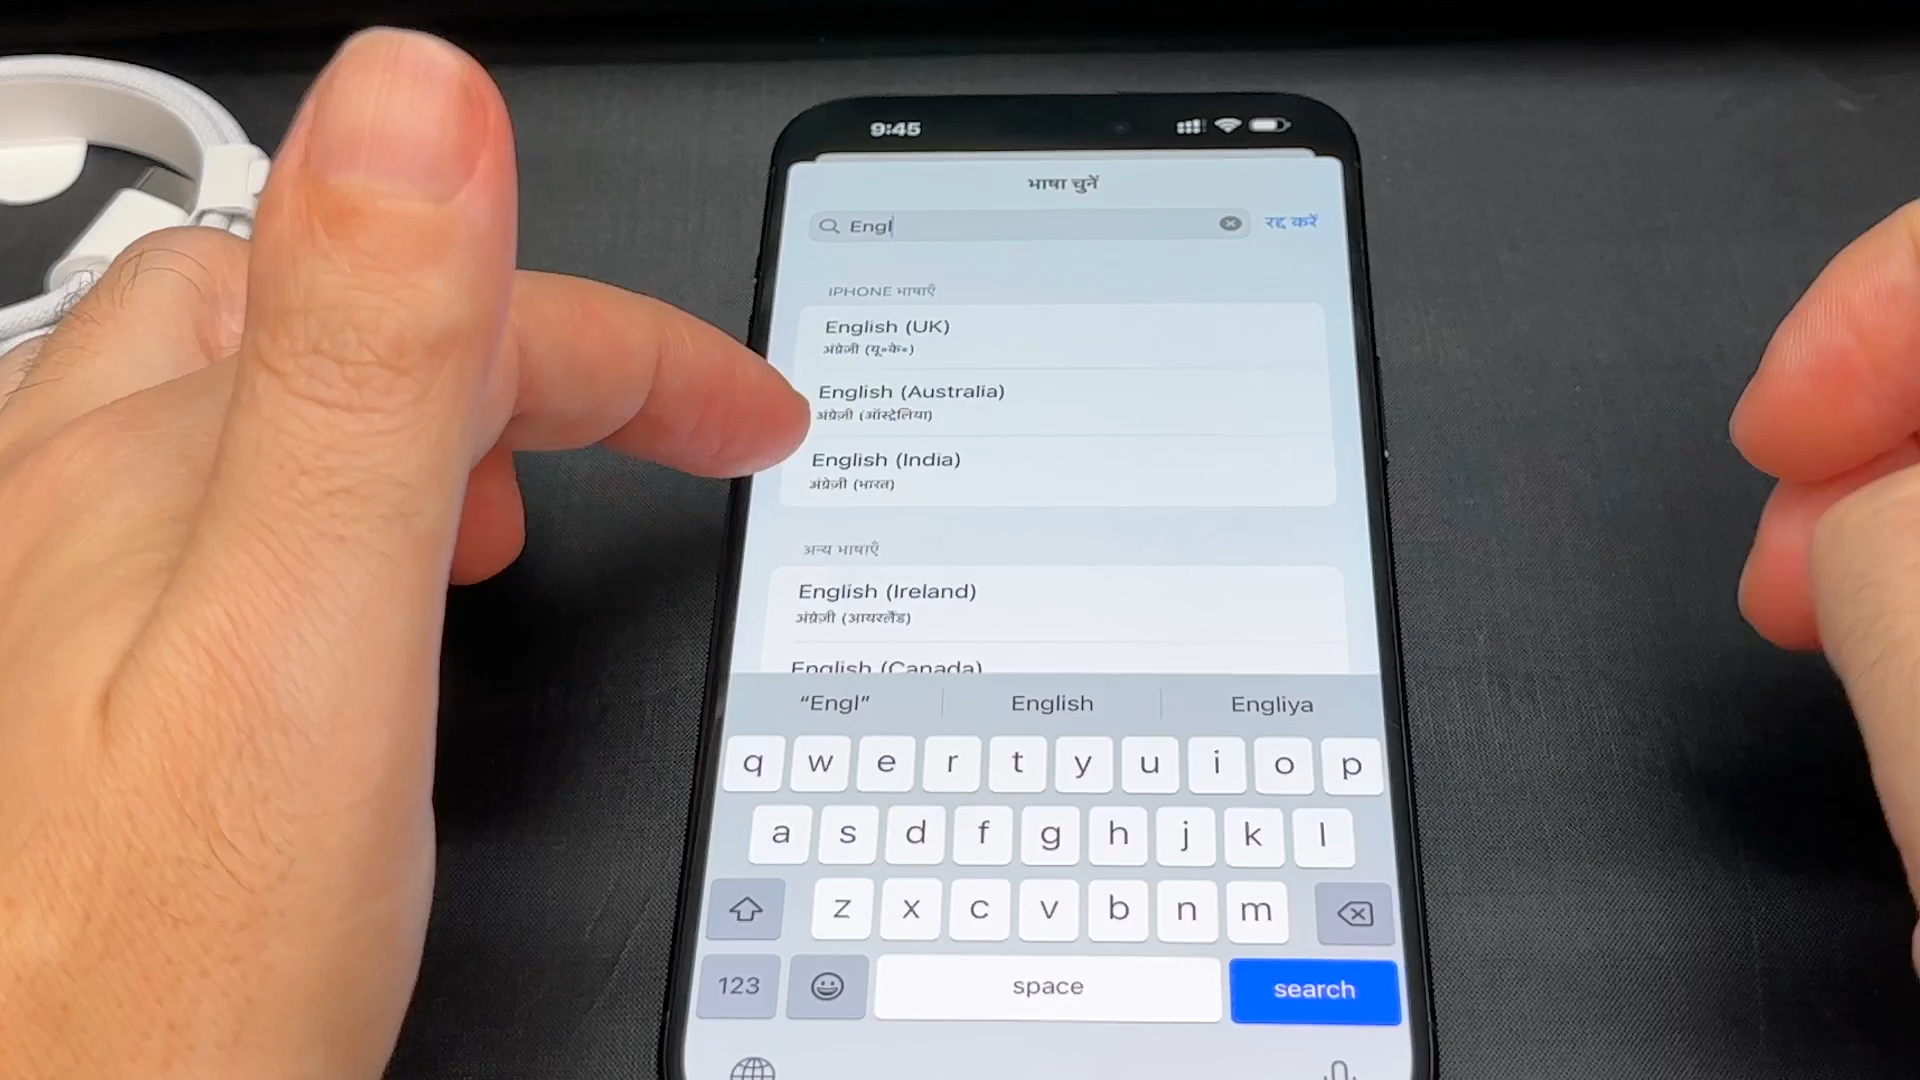 9:45
भाषा चुनें
Engl
रद्द करें
IPHONE भाषाएँ
English (UK)
अंग्रेज़ी (यू॰के॰)
English (Australia)
अंग्रेज़ी (ऑस्ट्रेलिया)
English (India)
अंग्रेज़ी (भारत)
अन्य भाषाएँ
English (Ireland)
अंग्रेज़ी (आयरलैंड)
English (Canada)
“Engl” English Engliya
q w e r t y u i o p
a s d f g h j k l
z x c v b n m
123 space search